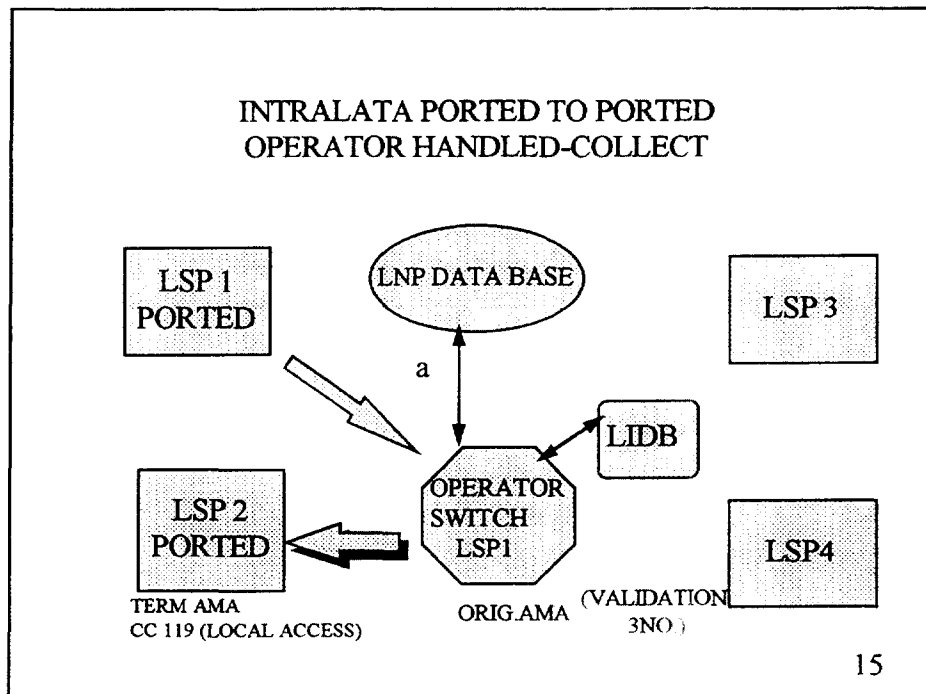 INTRALATA PORTED TO PORTED
OPERATOR HANDLED-COLLECT
LSP 1
PORTED
LNP DATA BASE
LSP 3
a
LIDB
OPERATOR
SWITCH
LSP1
LSP 2
PORTED
LSP4
TERM AMA
CC 119 (LOCAL ACCESS)
ORIG.AMA
(VALIDATION
3NO )
15